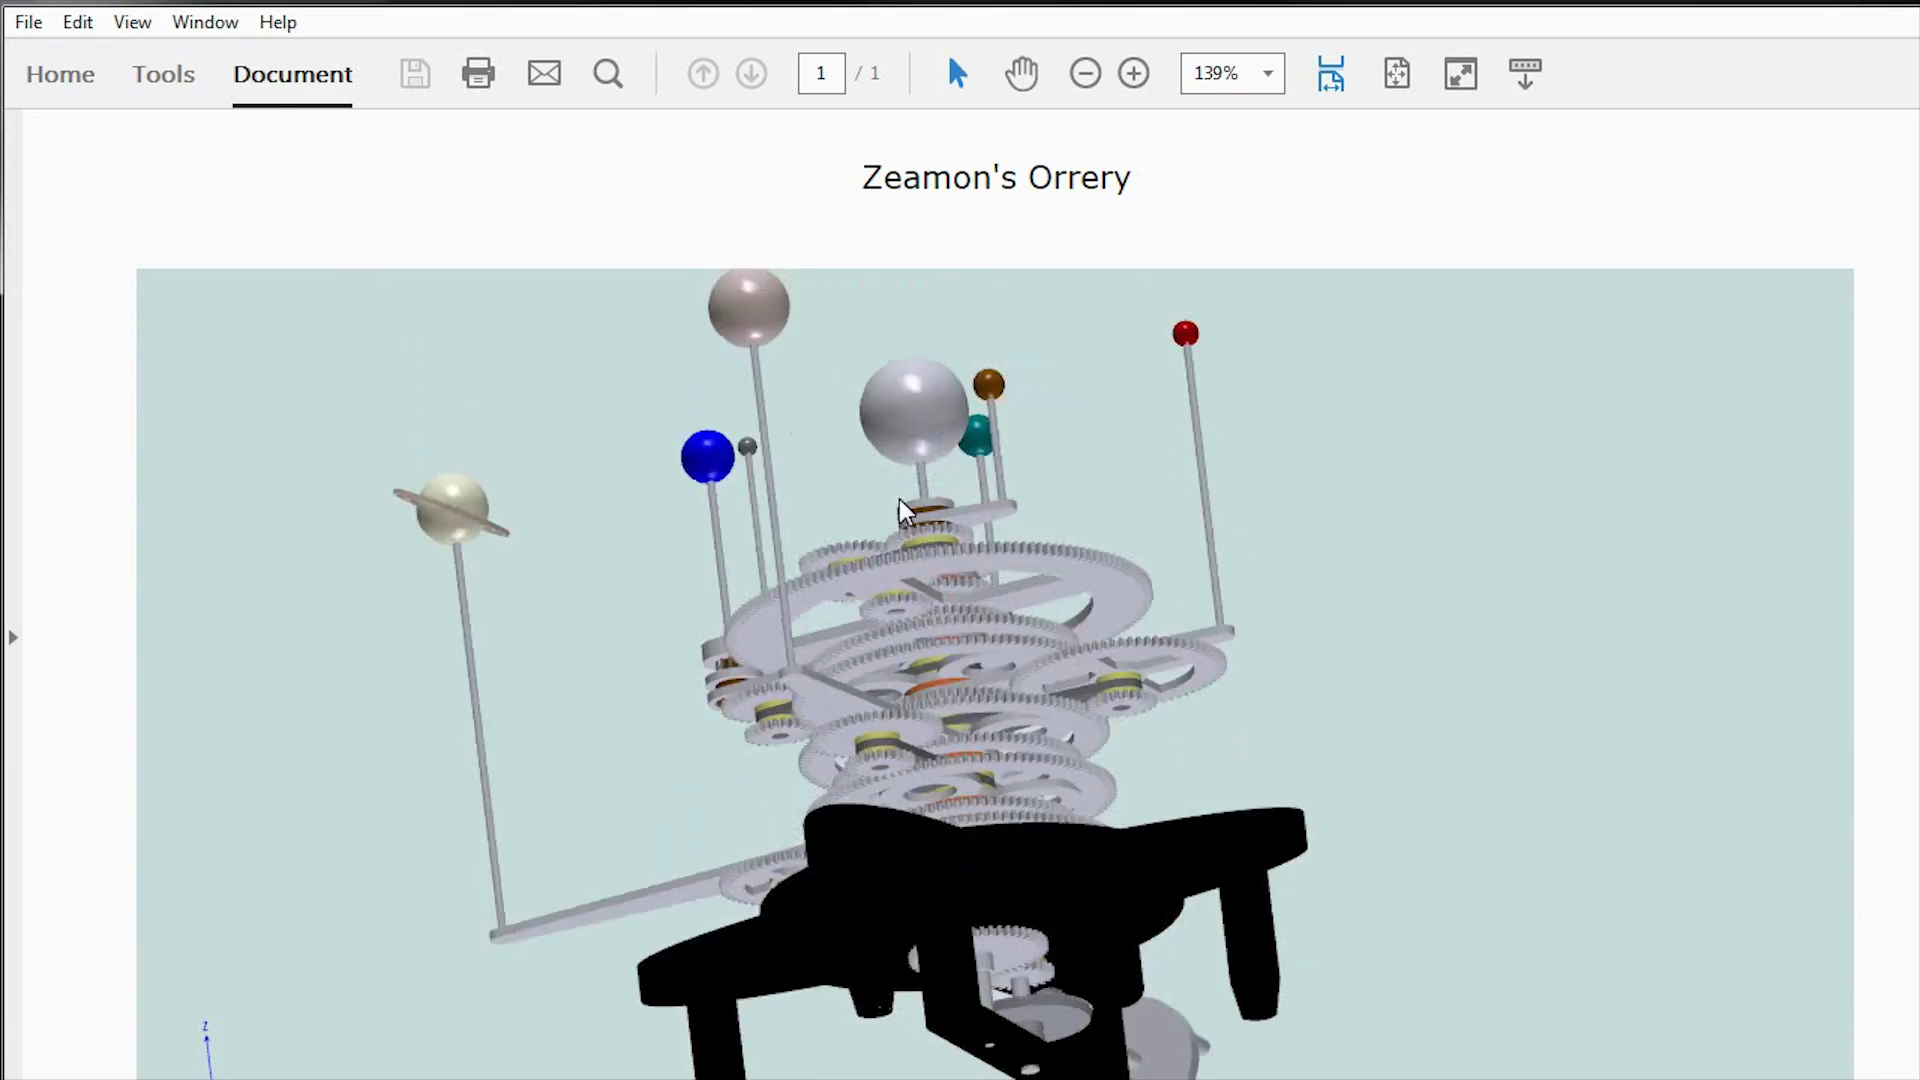 File Edit View Window Help
Home Tools Document 1 / 1 139%
Zeamon's Orrery
z